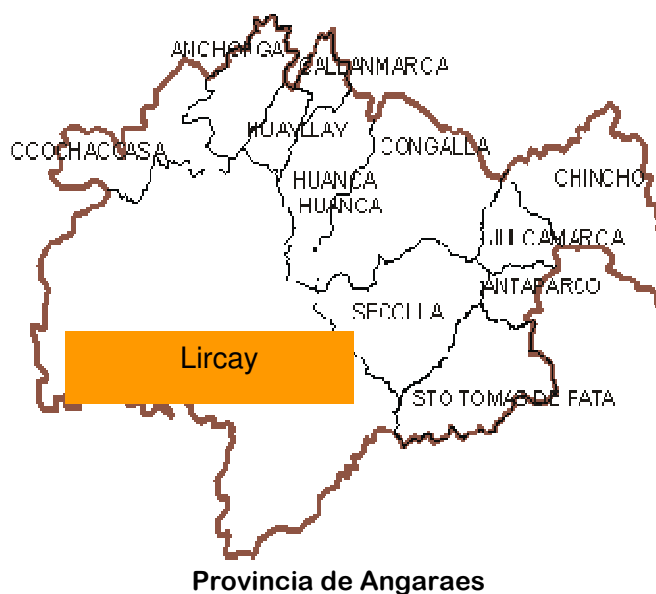 ANCHONGA
CALLANMARCA
HUAYLLAY
CCOCHACCASA
CONGALLA
HUANCA
HUANCA
CHINCHO
JULCAMARCA
ANTAPARCO
SECCLLA
Lircay
STO TOMAS DE PATA
Provincia de Angaraes